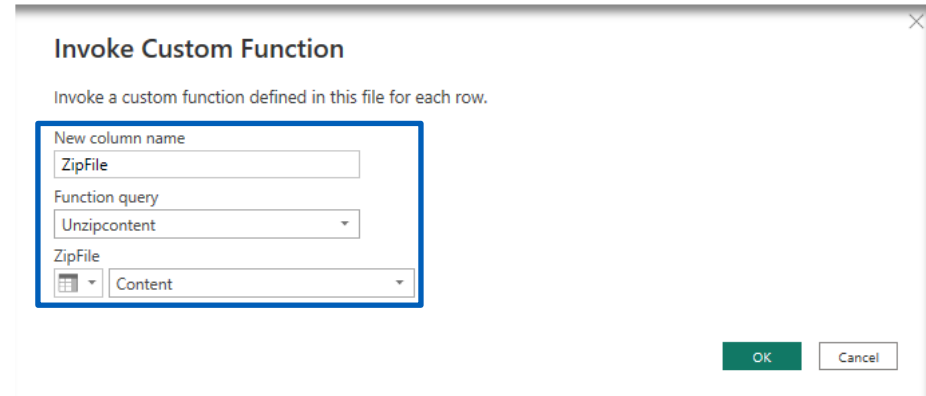 Invoke Custom Function
Invoke a custom function defined in this file for each row.
New column name
ZipFile
Function query
Unzipcontent
ZipFile
Content
OK Cancel